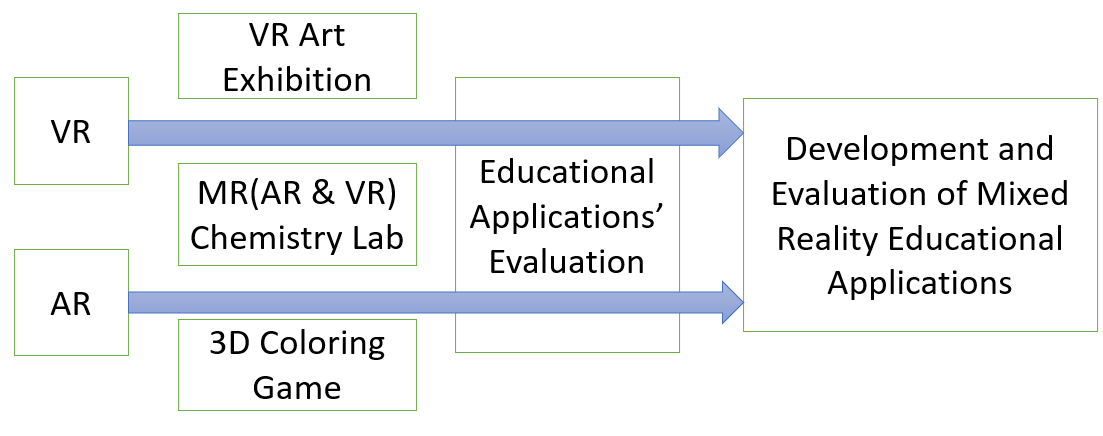 VR Art
Exhibition
VR
MR(AR & VR)
Chemistry Lab
AR
3D Coloring
Game
Educational
Applications’
Evaluation
Development and
Evaluation of Mixed
Reality Educational
Applications